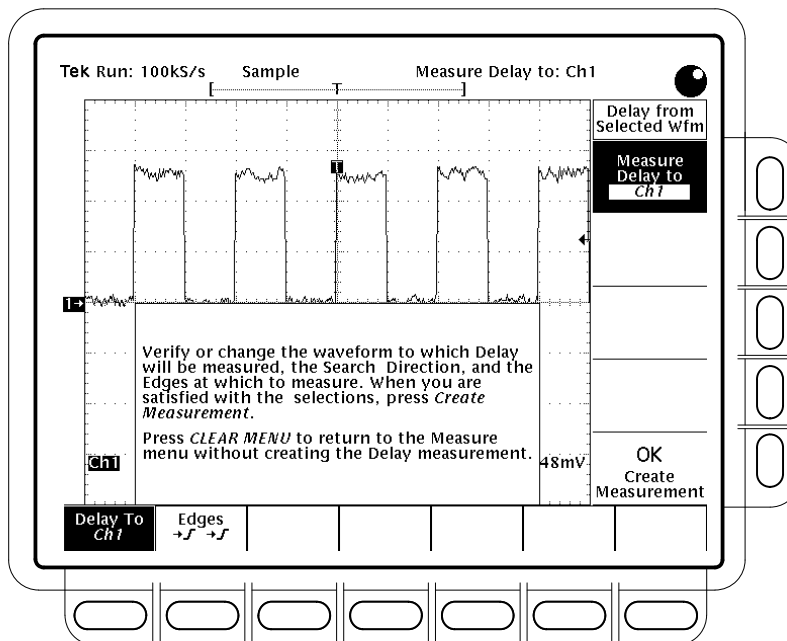 Tek Run: 100kS/s Sample Measure Delay to: Ch1
[ T ]
Delay from
Selected Wfm
Measure
Delay to
Ch1
T
1→
Verify or change the waveform to which Delay
will be measured, the Search Direction, and the
Edges at which to measure. When you are
satisfied with the selections, press Create
Measurement.
Press CLEAR MENU to return to the Measure
menu without creating the Delay measurement.
Ch1 48mV
OK
Create
Measurement
Delay To
Ch1
Edges